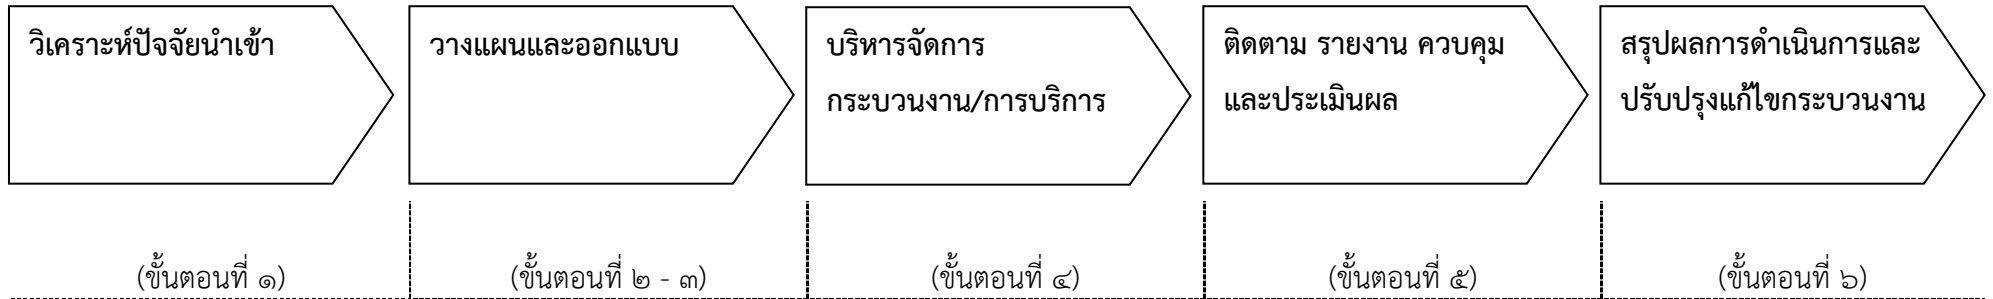 วิเคราะห์ปัจจัยนำเข้า
วางแผนและออกแบบ
บริหารจัดการ
กระบวนงาน/การบริการ
ติดตาม รายงาน ควบคุม
และประเมินผล
สรุปผลการดำเนินการและ
ปรับปรุงแก้ไขกระบวนงาน
(ขั้นตอนที่ ๑)
(ขั้นตอนที่ ๒ - ๓)
(ขั้นตอนที่ ๔)
(ขั้นตอนที่ ๕)
(ขั้นตอนที่ ๖)